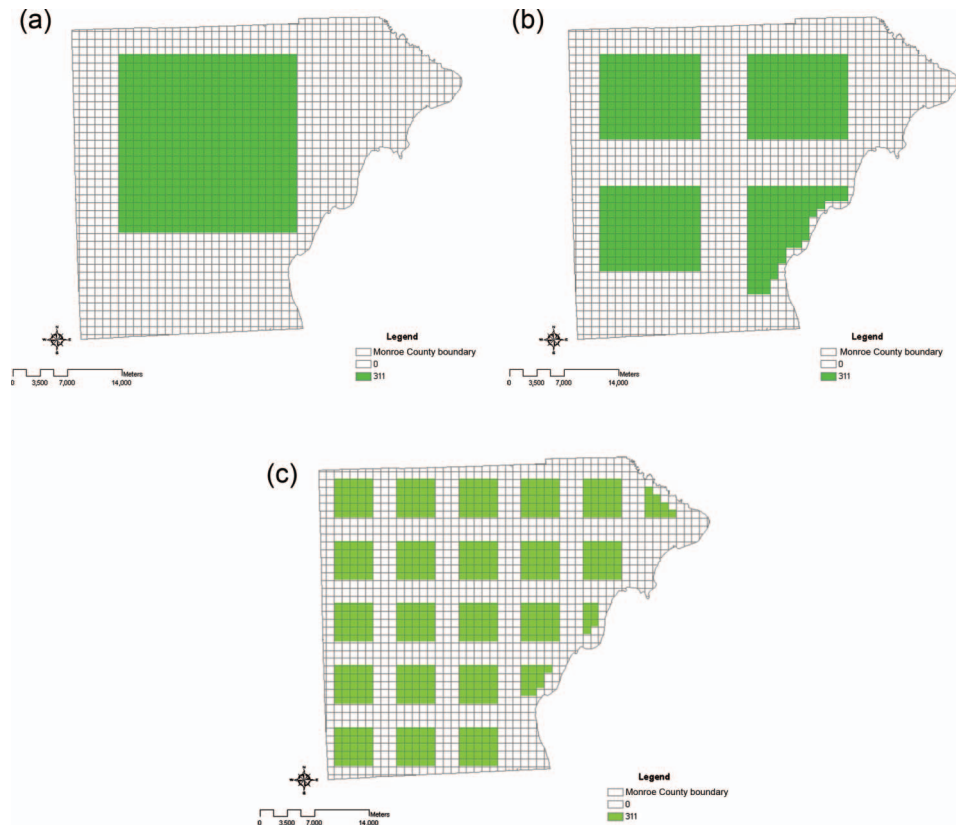 (a)
Legend
Monroe County boundary
0
311
0 3,500 7,000 14,000 Meters
(b)
Legend
Monroe County boundary
0
311
0 3,500 7,000 14,000 Meters
(c)
Legend
Monroe County boundary
0
311
0 3,500 7,000 14,000 Meters